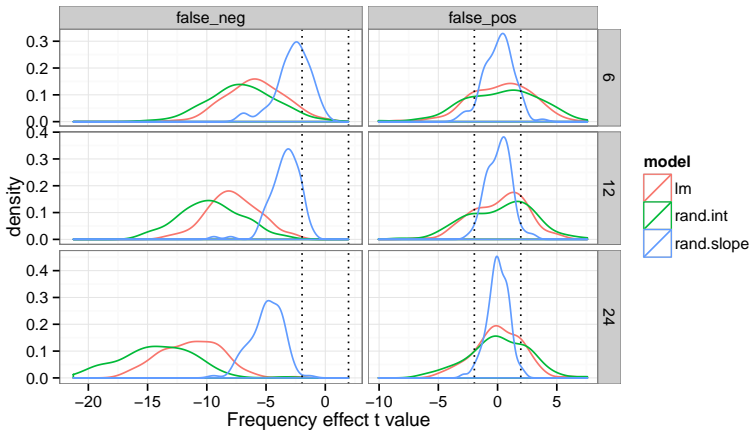 false_neg false_pos
0.3
0.2
0.1
0.0
6
0.4
0.3
0.2
0.1
0.0
12
0.4
0.3
0.2
0.1
0.0
24
density
−20 −15 −10 −5 0 −10 −5 0 5
Frequency effect t value
model
lm
rand.int
rand.slope